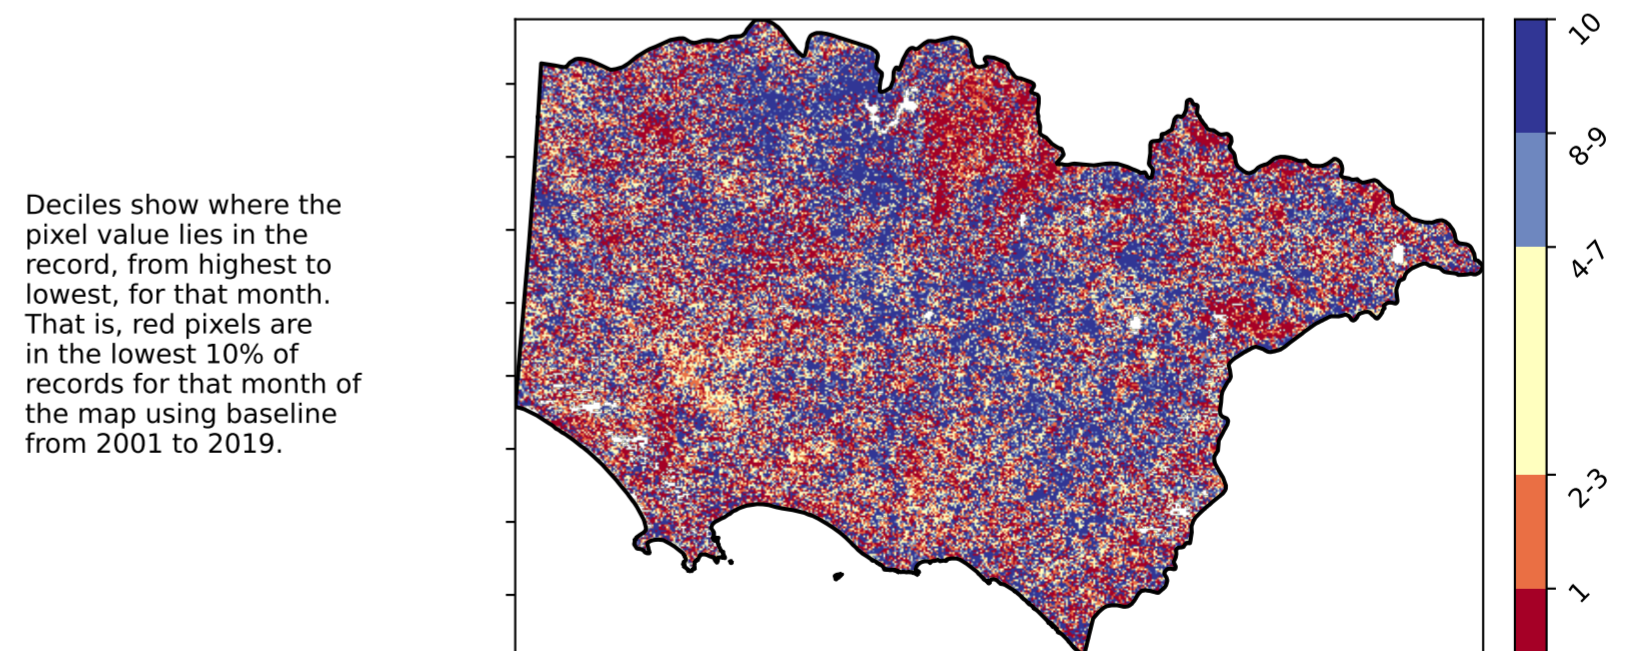 Deciles show where the
pixel value lies in the
record, from highest to
lowest, for that month.
That is, red pixels are
in the lowest 10% of
records for that month of
the map using baseline
from 2001 to 2019.
10
8-9
4-7
2-3
1